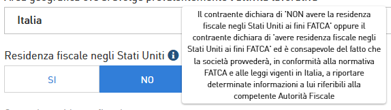 Italia
Il contraente dichiara di 'NON avere la residenza
fiscale negli Stati Uniti ai fini FATCA' oppure il
contraente dichiara di 'avere residenza fiscale negli
Stati Uniti ai fini FATCA' ed è consapevole del fatto che
la società provvederà, in conformità alla normativa
FATCA e alle leggi vigenti in Italia, a riportare
determinate informazioni a lui riferibili alla
competente Autorità Fiscale
Residenza fiscale negli Stati Uniti
SI
NO